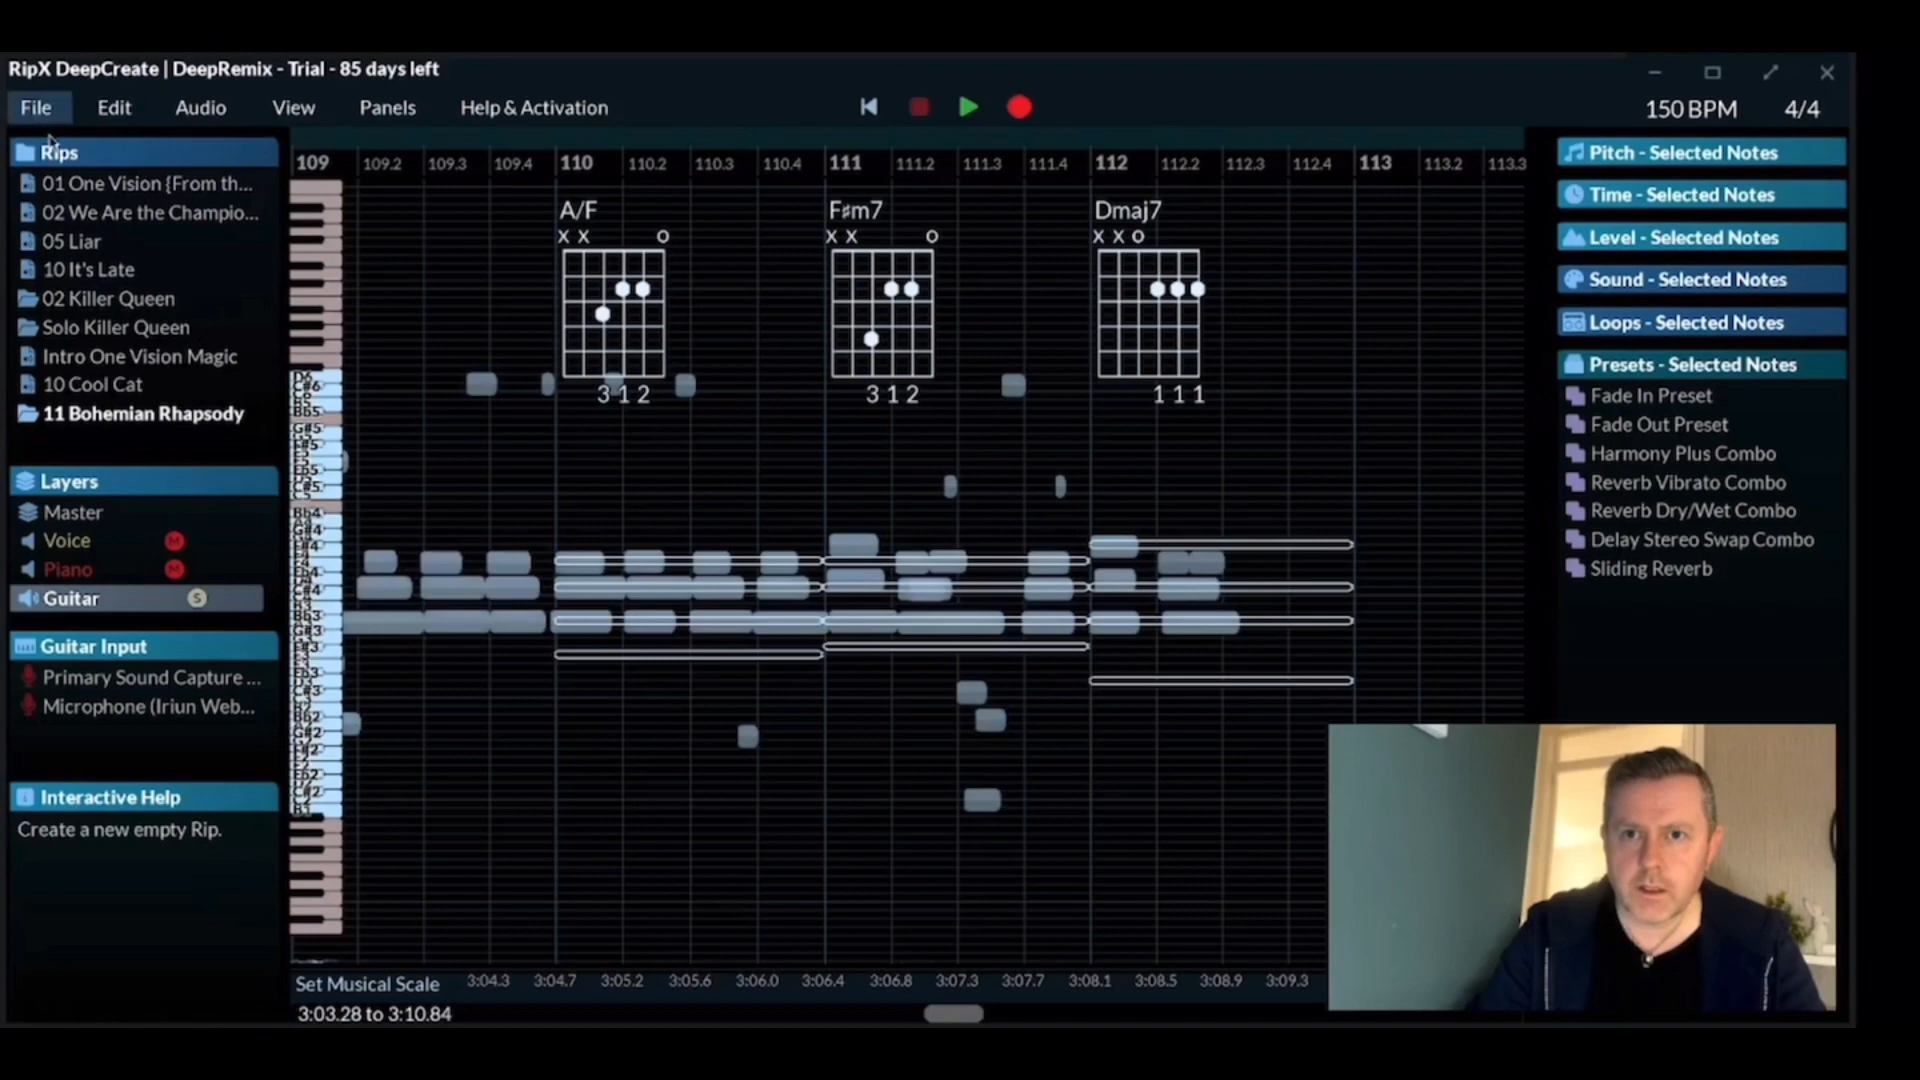 RipX DeepCreate | DeepRemix - Trial - 85 days left
File Edit Audio View Panels Help & Activation
150 BPM 4/4
Rips
01 One Vision {From th...
02 We Are the Champio...
05 Liar
10 It's Late
02 Killer Queen
Solo Killer Queen
Intro One Vision Magic
10 Cool Cat
11 Bohemian Rhapsody
Layers
Master
Voice M
Piano M
Guitar S
Guitar Input
Primary Sound Capture ...
Microphone (Iriun Web...
Interactive Help
Create a new empty Rip.
109 109.2 109.3 109.4 110 110.2 110.3 110.4 111 111.2 111.3 111.4 112 112.2 112.3 112.4 113 113.2 113.3
A/F F♯m7 Dmaj7
x x o x x o x x o
3 1 2 3 1 2 1 1 1
Set Musical Scale 3:04.3 3:04.7 3:05.2 3:05.6 3:06.0 3:06.4 3:06.8 3:07.3 3:07.7 3:08.1 3:08.5 3:08.9 3:09.3
3:03.28 to 3:10.84
Pitch - Selected Notes
Time - Selected Notes
Level - Selected Notes
Sound - Selected Notes
Loops - Selected Notes
Presets - Selected Notes
Fade In Preset
Fade Out Preset
Harmony Plus Combo
Reverb Vibrato Combo
Reverb Dry/Wet Combo
Delay Stereo Swap Combo
Sliding Reverb